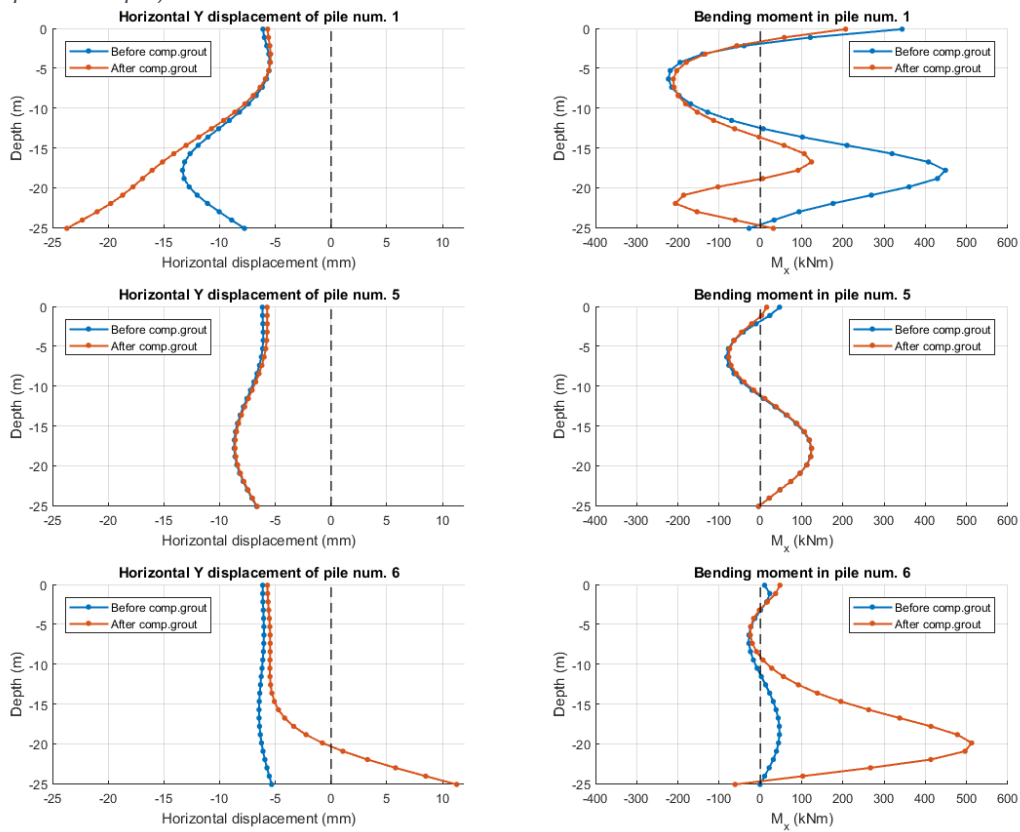 Horizontal Y displacement of pile num. 1
Before comp.grout
After comp.grout
0
-5
-10
-15
-20
-25
Depth (m)
-25 -20 -15 -10 -5 0 5 10
Horizontal displacement (mm)
Bending moment in pile num. 1
Before comp.grout
After comp.grout
0
-5
-10
-15
-20
-25
Depth (m)
-400 -300 -200 -100 0 100 200 300 400 500 600
M_x (kNm)
Horizontal Y displacement of pile num. 5
Before comp.grout
After comp.grout
0
-5
-10
-15
-20
-25
Depth (m)
-25 -20 -15 -10 -5 0 5 10
Horizontal displacement (mm)
Bending moment in pile num. 5
Before comp.grout
After comp.grout
0
-5
-10
-15
-20
-25
Depth (m)
-400 -300 -200 -100 0 100 200 300 400 500 600
M_x (kNm)
Horizontal Y displacement of pile num. 6
Before comp.grout
After comp.grout
0
-5
-10
-15
-20
-25
Depth (m)
-25 -20 -15 -10 -5 0 5 10
Horizontal displacement (mm)
Bending moment in pile num. 6
Before comp.grout
After comp.grout
0
-5
-10
-15
-20
-25
Depth (m)
-400 -300 -200 -100 0 100 200 300 400 500 600
M_x (kNm)